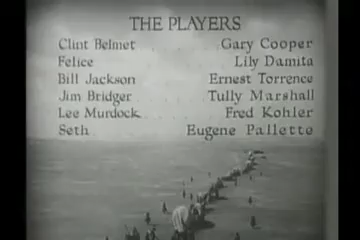 THE PLAYERS
Clint Belmet Gary Cooper
Felice Lily Damita
Bill Jackson Ernest Torrence
Jim Bridger Tully Marshall
Lee Murdock Fred Kohler
Seth Eugene Pallette